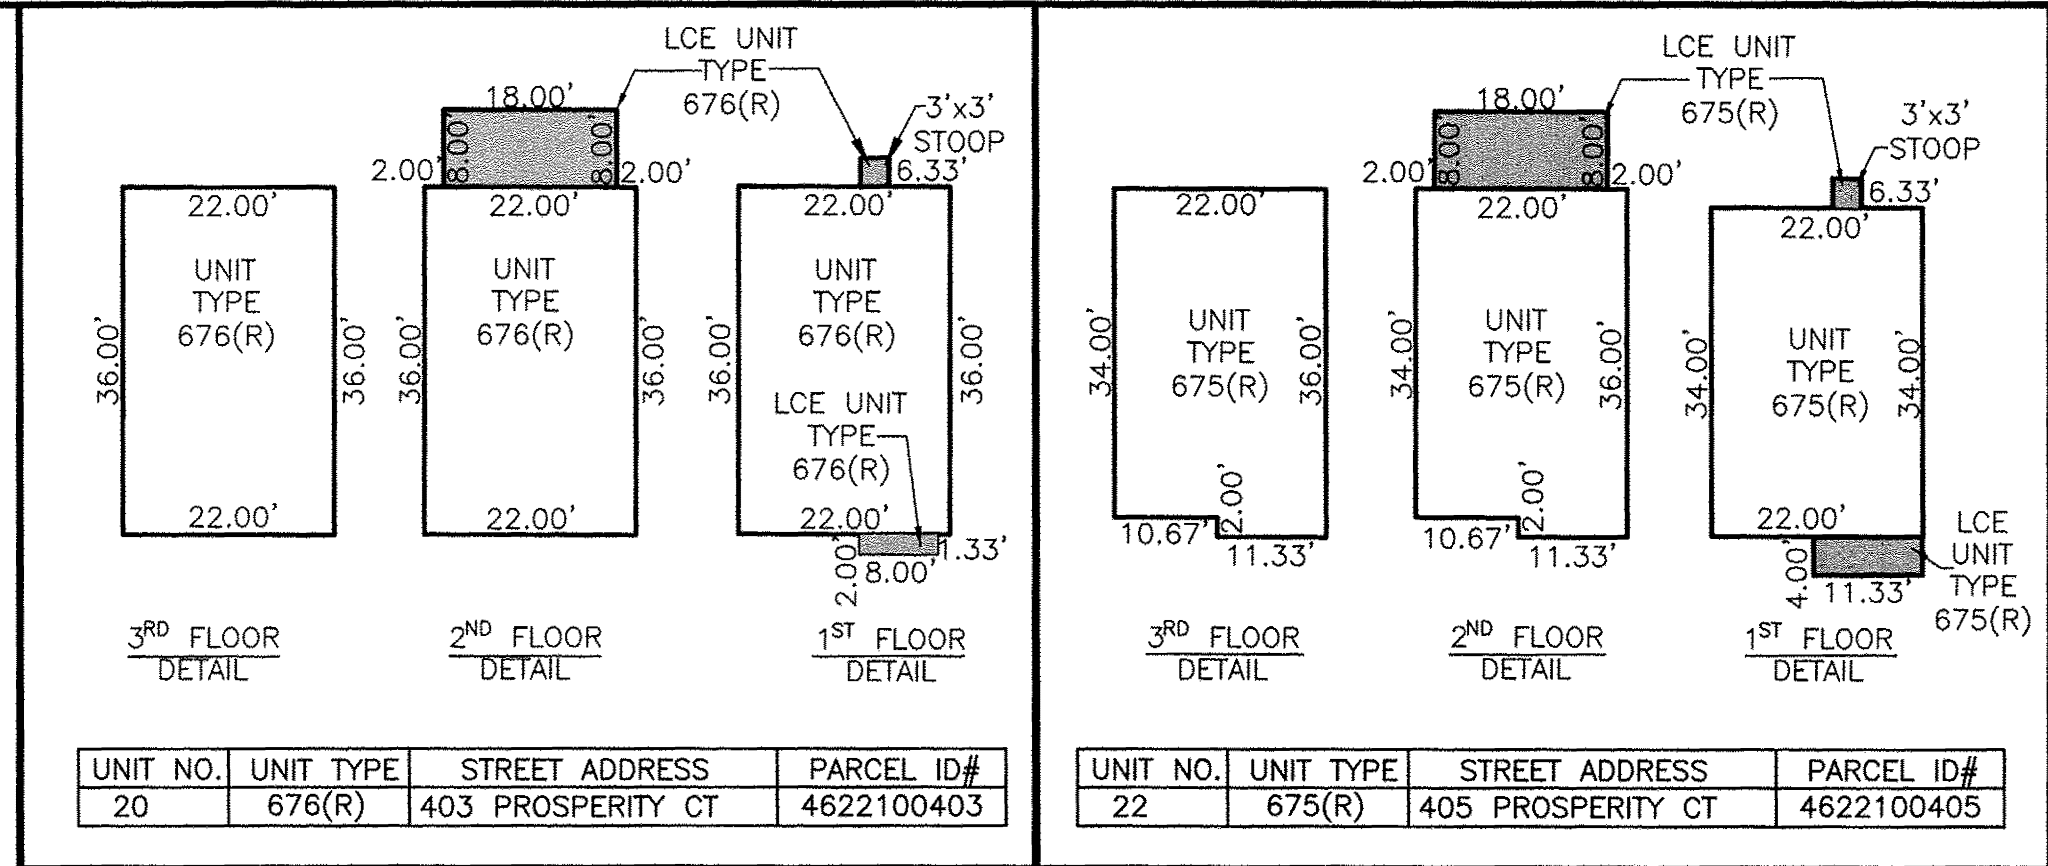 LCE UNIT
TYPE
676(R)
18.00'
8.00'
8.00'
2.00'
2.00'
3'x3'
STOOP
6.33'
22.00'
22.00'
22.00'
UNIT
TYPE
676(R)
UNIT
TYPE
676(R)
UNIT
TYPE
676(R)
36.00'
36.00'
36.00'
36.00'
36.00'
36.00'
LCE UNIT
TYPE
676(R)
22.00'
22.00'
22.00'
2.00'
8.00'
1.33'
3RD FLOOR
DETAIL
2ND FLOOR
DETAIL
1ST FLOOR
DETAIL
UNIT NO. UNIT TYPE STREET ADDRESS PARCEL ID#
20 676(R) 403 PROSPERITY CT 4622100403
LCE UNIT
TYPE
675(R)
18.00'
8.00'
8.00'
2.00'
2.00'
3'x3'
STOOP
6.33'
22.00'
22.00'
22.00'
UNIT
TYPE
675(R)
UNIT
TYPE
675(R)
UNIT
TYPE
675(R)
34.00'
36.00'
34.00'
36.00'
34.00'
34.00'
10.67'
2.00'
11.33'
10.67'
2.00'
11.33'
22.00'
4.00'
11.33'
LCE
UNIT
TYPE
675(R)
3RD FLOOR
DETAIL
2ND FLOOR
DETAIL
1ST FLOOR
DETAIL
UNIT NO. UNIT TYPE STREET ADDRESS PARCEL ID#
22 675(R) 405 PROSPERITY CT 4622100405